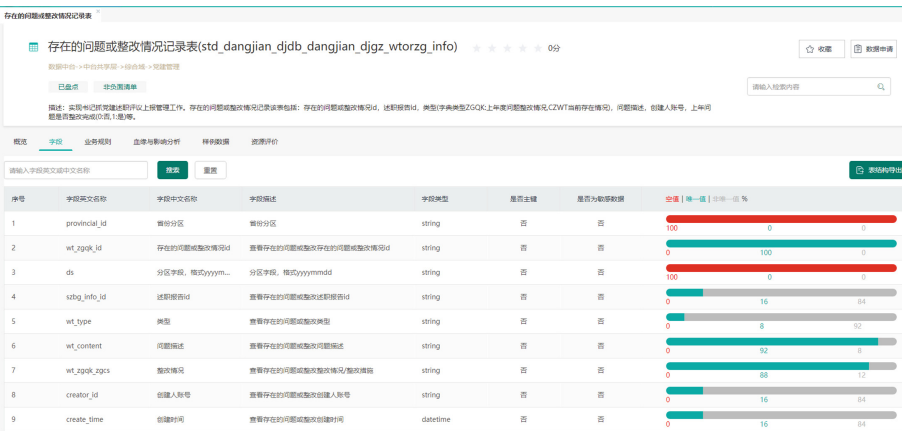 存在的问题或整改情况记录表
存在的问题或整改情况记录表(std_dangjian_djdb_dangjian_djgz_wtorzg_info) 0分
收藏 数据申请
数据中台->中台共享层->综合域->党建管理
已盘点 非负面清单
请输入检索内容
描述：实现书记抓党建述职评议上报管理工作。存在的问题或整改情况记录该表包括：存在的问题或整改情况id，述职报告id，类型(字典类型ZGQK:上年度问题整改情况,CZWT当前存在情况)，问题描述，创建人账号，上年问
题是否整改完成(0:否,1:是)等。
概览 字段 业务规则 血缘与影响分析 样例数据 资源评价
请输入字段英文或中文名称 搜索 重置 表结构导出
序号 字段英文名称 字段中文名称 字段描述 字段类型 是否主键 是否为敏感数据 空值 | 唯一值 | 非唯一值 %
1 provincial_id 省份分区 省份分区 string 否 否 100 0 0
2 wt_zgqk_id 存在的问题或整改情况id 查看存在的问题或整改存在的问题或整改情况id string 否 否 0 100 0
3 ds 分区字段，格式yyyym... 分区字段，格式yyyymmdd string 否 否 100 0 0
4 szbg_info_id 述职报告id 查看存在的问题或整改述职报告id string 否 否 0 16 84
5 wt_type 类型 查看存在的问题或整改类型 string 否 否 0 8 92
6 wt_content 问题描述 查看存在的问题或整改问题描述 string 否 否 0 92 8
7 wt_zgqk_zgcs 整改情况 查看存在的问题或整改整改情况/整改措施 string 否 否 0 88 12
8 creator_id 创建人账号 查看存在的问题或整改创建人账号 string 否 否 0 16 84
9 create_time 创建时间 查看存在的问题或整改创建时间 datetime 否 否 0 16 84